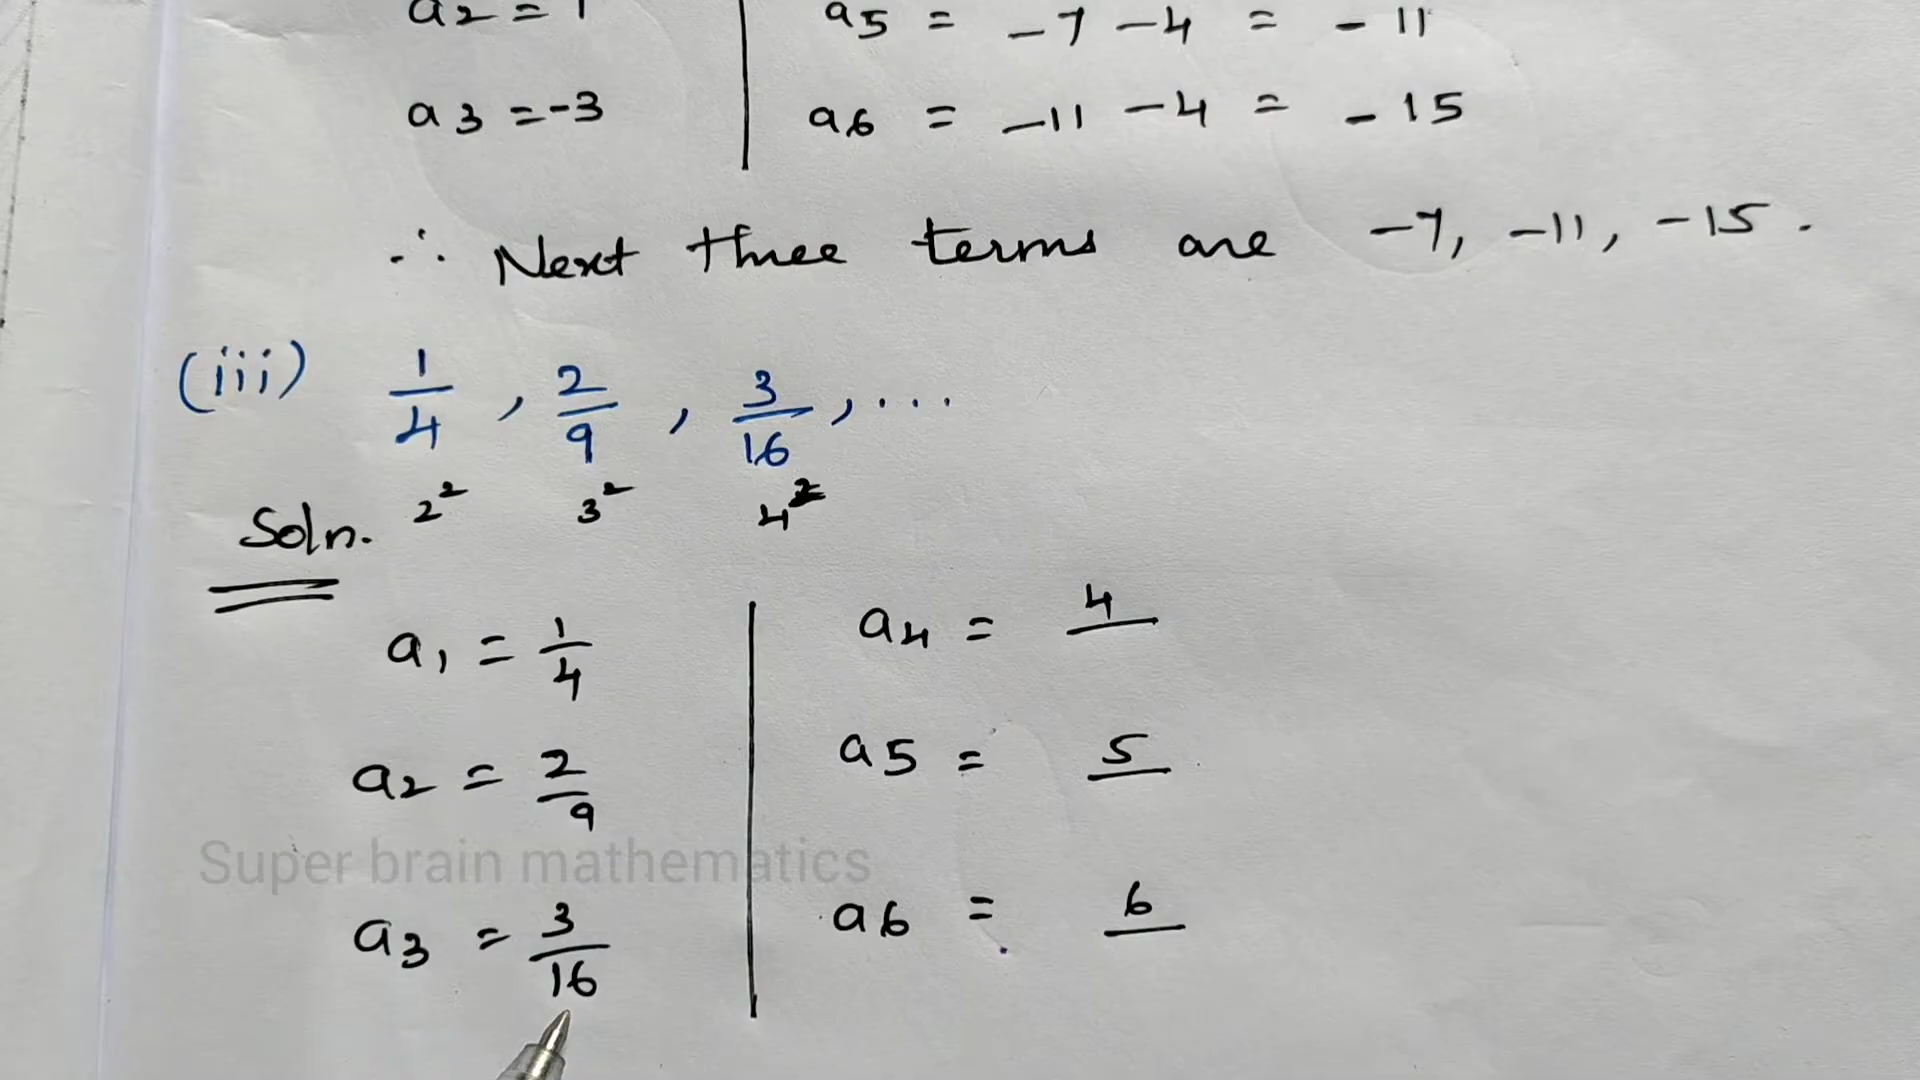 a2 = 1 | a5 = -7 -4 = -11
a3 = -3 | a6 = -11 -4 = -15
∴ Next three terms are -7, -11, -15.
(iii) 1/4, 2/9, 3/16, ...
Soln. 2² 3² 4²
a1 = 1/4 | a4 = 4/
a2 = 2/9 | a5 = 5/
Super brain mathematics
a3 = 3/16 | a6 = 6/